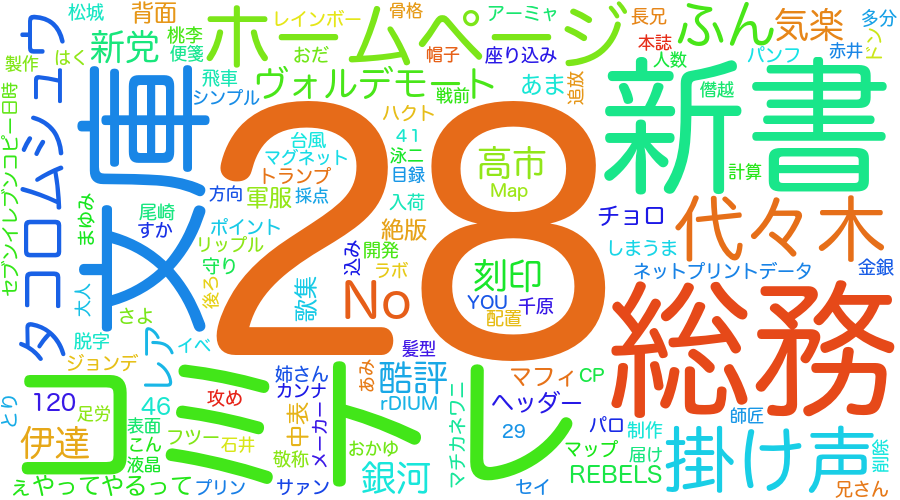 松城
背面
レインボー
骨格
アーミャ
長兄
多分
ホームページ
ふん
気楽
新党
桃李
便箋
おだ
帽子
座り込み
本誌
人数
パンフ
赤井
ドンカ
製作
はく
飛車
シンプル
ヴォルデモート
戦前
あま
追放
僭越
日時
セブンイレブンコピー
タコロムシュウ
文庫
28
新書
ハクト
台風
マグネット
トランプ
41
泳二
目録
高市
Map
計算
方向
軍服
採点
入荷
チョロ
代々木
まゆみ
尾崎
すか
ポイント
リップル
絶版
しまうま
守り
込み
開発
ラボ
刻印
ネットプリントデータ
金銀
大人
さよ
後ろ
歌集
No
YOU
千原
配置
総務
脱字
レア
イベ
髪型
ジョンデ
コミトレ
姉さん
カンナ
あみ
酷評
rDIUM
マフィ
CP
120
46
攻め
メーカー
中表
ヘッダー
とり
足労
表面
フツー
石井
敬称
おかゆ
マチカネワニ
29
パロ
制作
師匠
掛け声
伊達
こん
液晶
銀河
マップ
届け
削除
REBELS
ぇやってやるって
プリン
サァン
セイ
兄さん